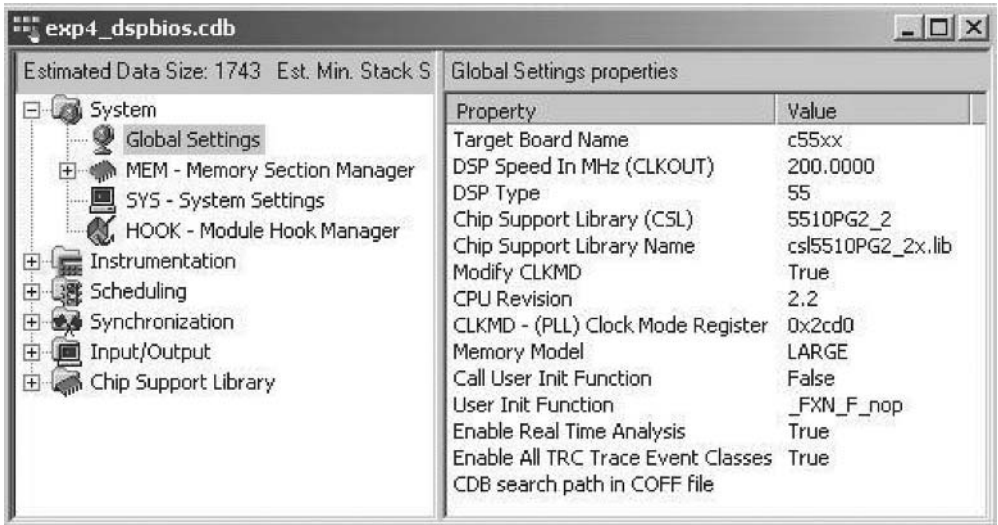 exp4_dspbios.cdb
Estimated Data Size: 1743 Est. Min. Stack S
System
Global Settings
MEM - Memory Section Manager
SYS - System Settings
HOOK - Module Hook Manager
Instrumentation
Scheduling
Synchronization
Input/Output
Chip Support Library
Global Settings properties
Property Value
Target Board Name c55xx
DSP Speed In MHz (CLKOUT) 200.0000
DSP Type 55
Chip Support Library (CSL) 5510PG2_2
Chip Support Library Name csl5510PG2_2x.lib
Modify CLKMD True
CPU Revision 2.2
CLKMD - (PLL) Clock Mode Register 0x2cd0
Memory Model LARGE
Call User Init Function False
User Init Function _FXN_F_nop
Enable Real Time Analysis True
Enable All TRC Trace Event Classes True
CDB search path in COFF file